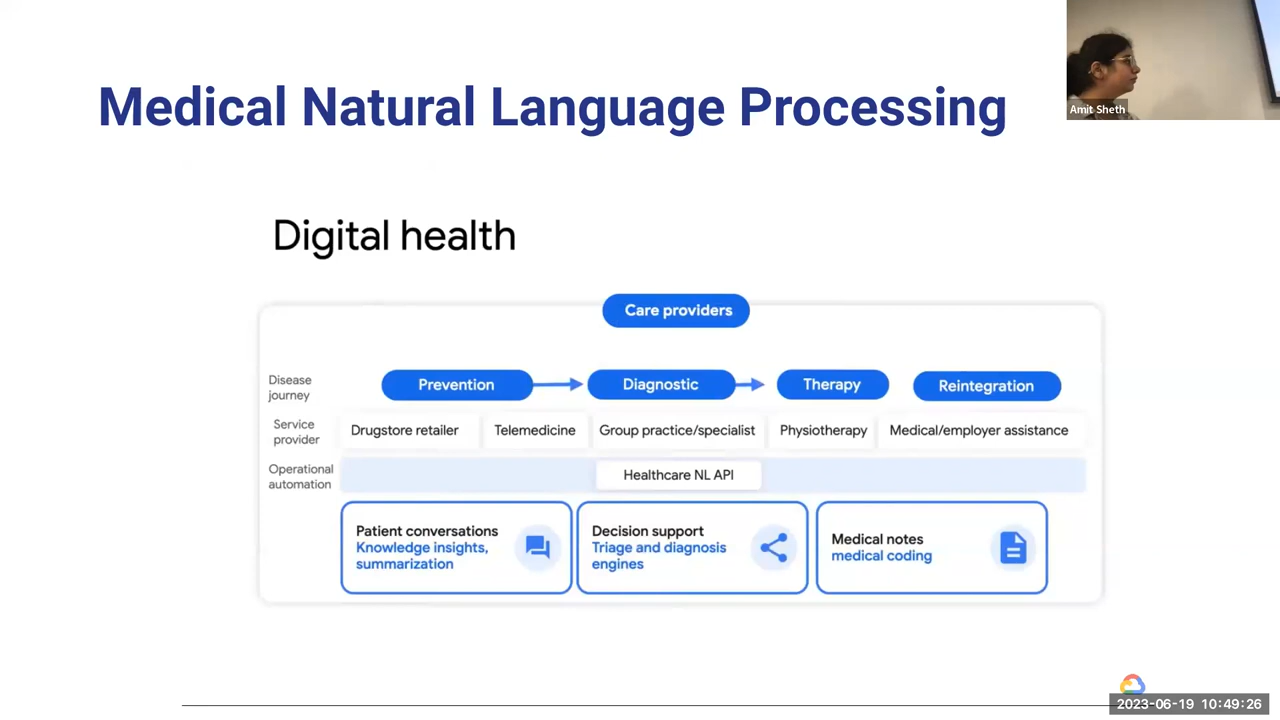 Medical Natural Language Processing
Amit Sheth
Digital health
Care providers
Disease
journey
Prevention
Diagnostic
Therapy
Reintegration
Service
provider
Drugstore retailer
Telemedicine
Group practice/specialist
Physiotherapy
Medical/employer assistance
Operational
automation
Healthcare NL API
Patient conversations
Knowledge insights,
summarization
Decision support
Triage and diagnosis
engines
Medical notes
medical coding
2023-06-19 10:49:26